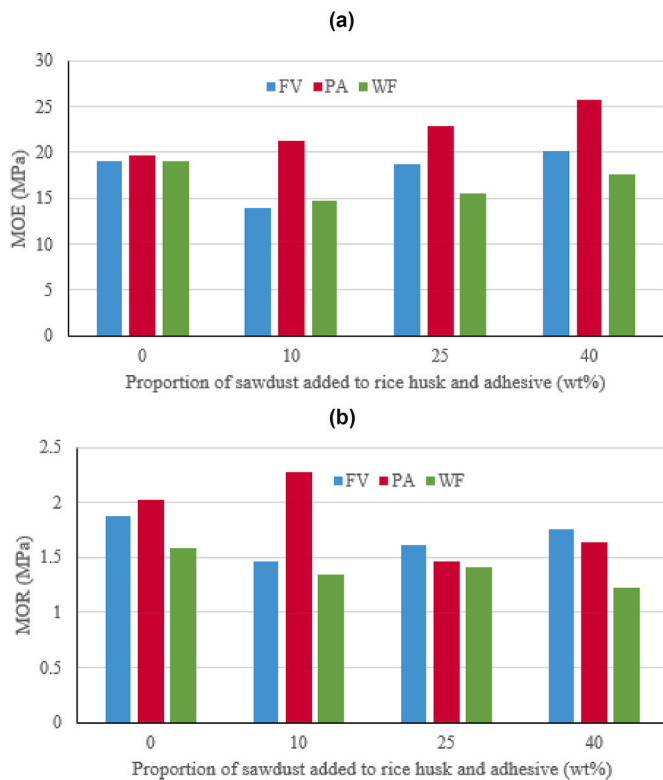 (a)
30
25
20
15
10
5
0
MOE (MPa)
FV PA WF
0 10 25 40
Proportion of sawdust added to rice husk and adhesive (wt%)
(b)
2.5
2
1.5
1
0.5
0
MOR (MPa)
FV PA WF
0 10 25 40
Proportion of sawdust added to rice husk and adhesive (wt%)